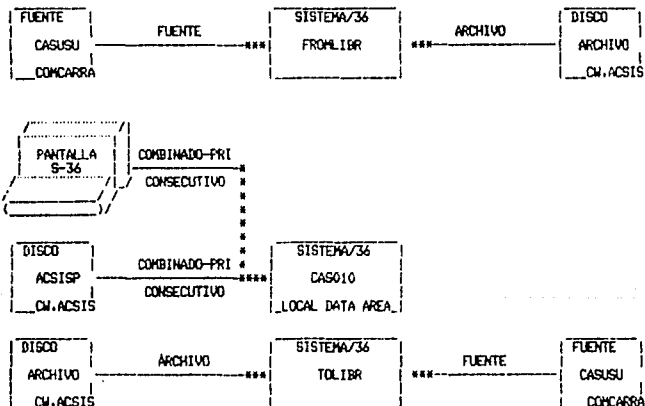 FUENTE
CASUSU
COMCARRA
FUENTE
***
SISTEMA/36
FROMLIBR
***
ARCHIVO
DISCO
ARCHIVO
CW.ACSIS
PANTALLA
S-36
COMBINADO-PRI
CONSECUTIVO
DISCO
ACSISP
CW.ACSIS
COMBINADO-PRI
CONSECUTIVO
****
SISTEMA/36
CAS010
LOCAL DATA AREA
DISCO
ARCHIVO
CW.ACSIS
ARCHIVO
***
SISTEMA/36
TOLIBR
***
FUENTE
FUENTE
CASUSU
COMCARRA